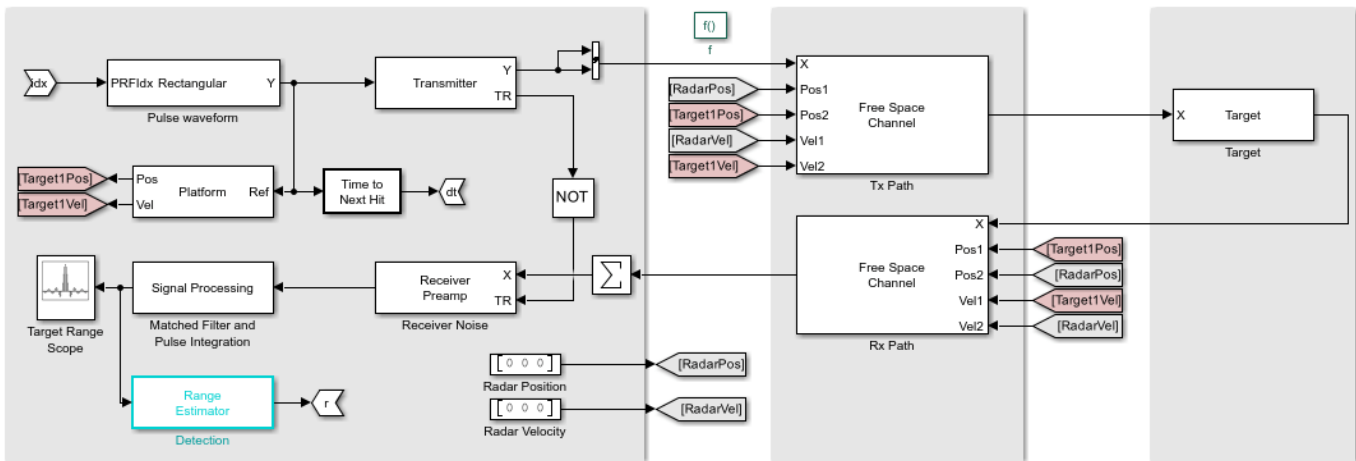 f()
f
idx
PRFIdx Rectangular Y
Pulse waveform
Transmitter
Y
TR
[RadarPos]
[Target1Pos]
[RadarVel]
[Target1Vel]
X
Pos1
Pos2
Vel1
Vel2
Free Space
Channel
Tx Path
X Target
Target
[Target1Pos]
[Target1Vel]
Pos
Vel
Platform
Ref
Time to
Next Hit
dt
NOT
X
Pos1
Pos2
Vel1
Vel2
Free Space
Channel
Rx Path
[Target1Pos]
[RadarPos]
[Target1Vel]
[RadarVel]
Target Range
Scope
Signal Processing
Matched Filter and
Pulse Integration
Receiver
Preamp
X
TR
Receiver Noise
∑
[0 0 0]
Radar Position
[RadarPos]
[0 0 0]
Radar Velocity
[RadarVel]
Range
Estimator
Detection
r